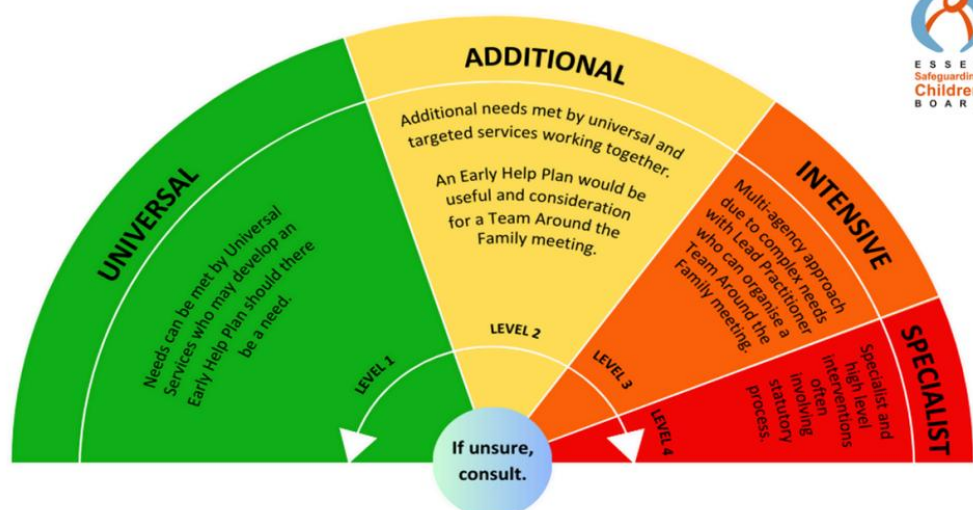 E S S E
Safeguardin
Children
B O A R
UNIVERSAL
Needs can be met by Universal
Services who may develop an
Early Help Plan should there
be a need.
LEVEL 1
ADDITIONAL
Additional needs met by universal and
targeted services working together.
An Early Help Plan would be
useful and consideration
for a Team Around the
Family meeting.
LEVEL 2
INTENSIVE
Multi-agency approach
due to complex needs
with Lead Practitioner
who can organise a
Team Around the
Family meeting.
LEVEL 3
SPECIALIST
Specialist and
high level
interventions
often
involving
statutory
process.
LEVEL 4
If unsure,
consult.